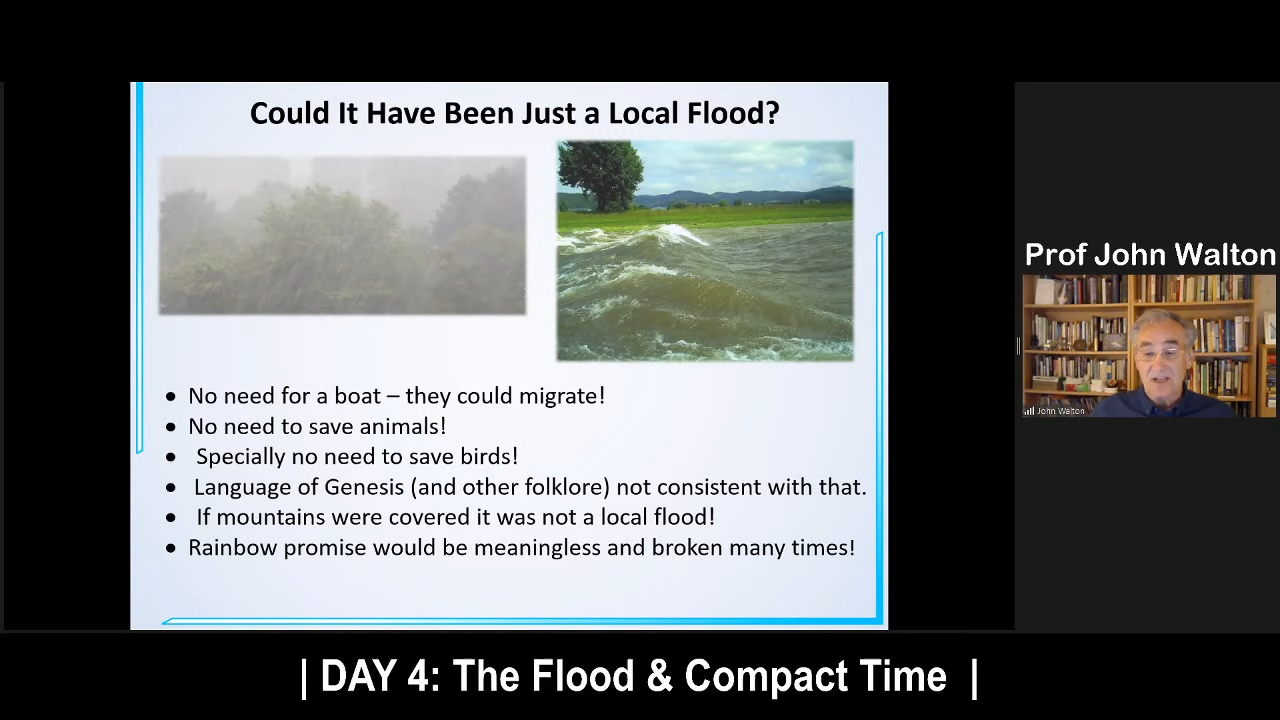 Could It Have Been Just a Local Flood?
• No need for a boat – they could migrate!
• No need to save animals!
• Specially no need to save birds!
• Language of Genesis (and other folklore) not consistent with that.
• If mountains were covered it was not a local flood!
• Rainbow promise would be meaningless and broken many times!
Prof John Walton
John Walton
| DAY 4: The Flood & Compact Time |